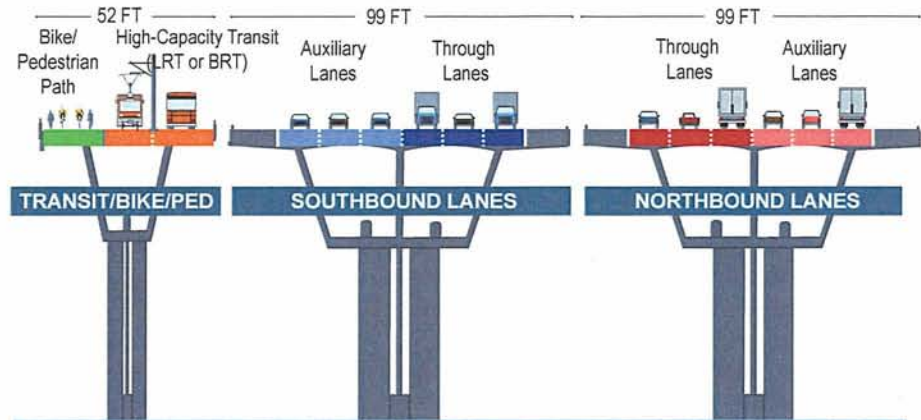 52 FT
99 FT
99 FT
Bike/
Pedestrian
Path
High-Capacity Transit
(LRT or BRT)
Auxiliary
Lanes
Through
Lanes
Through
Lanes
Auxiliary
Lanes
TRANSIT/BIKE/PED
SOUTHBOUND LANES
NORTHBOUND LANES